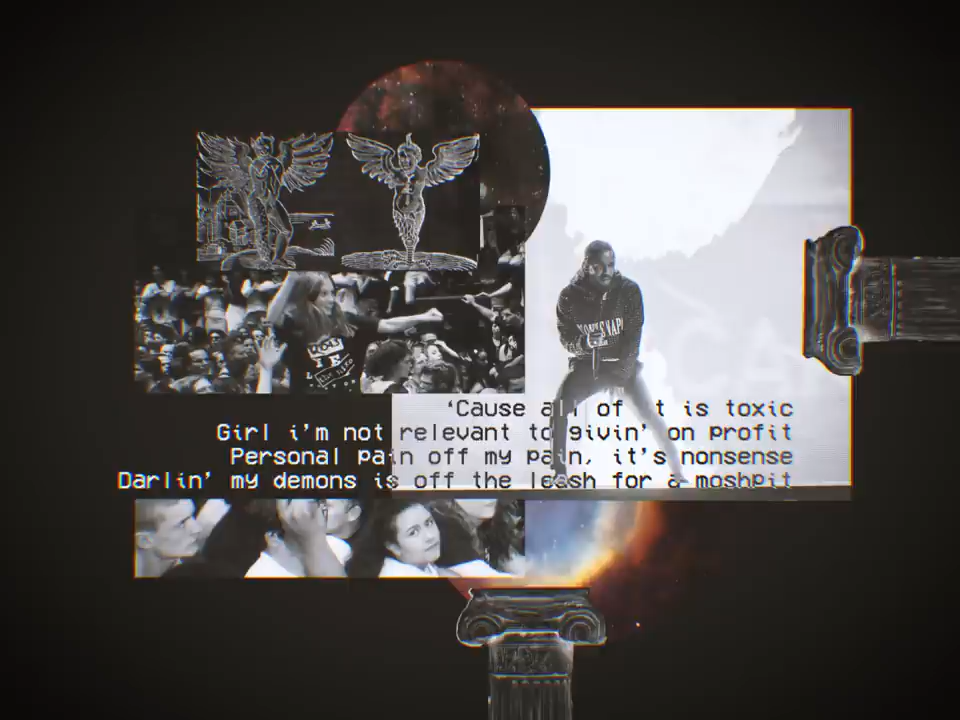 ‘Cause all of it is toxic
Girl i’m not relevant to givin’ on profit
Personal pain off my pain, it’s nonsense
Darlin’ my demons is off the leash for a moshpit